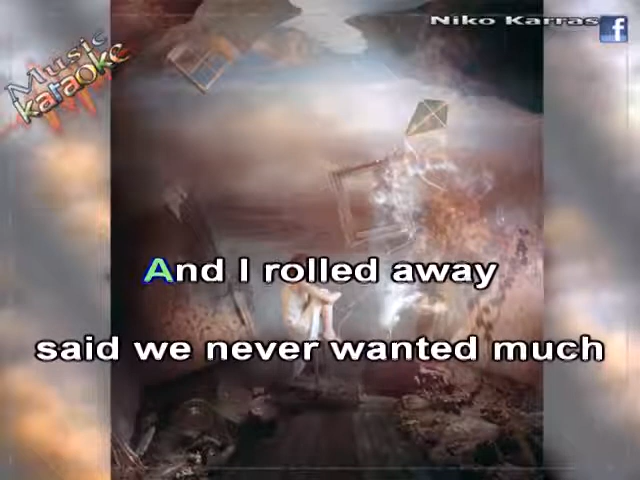 Niko Karras f
Music
karaoke
And I rolled away
said we never wanted much